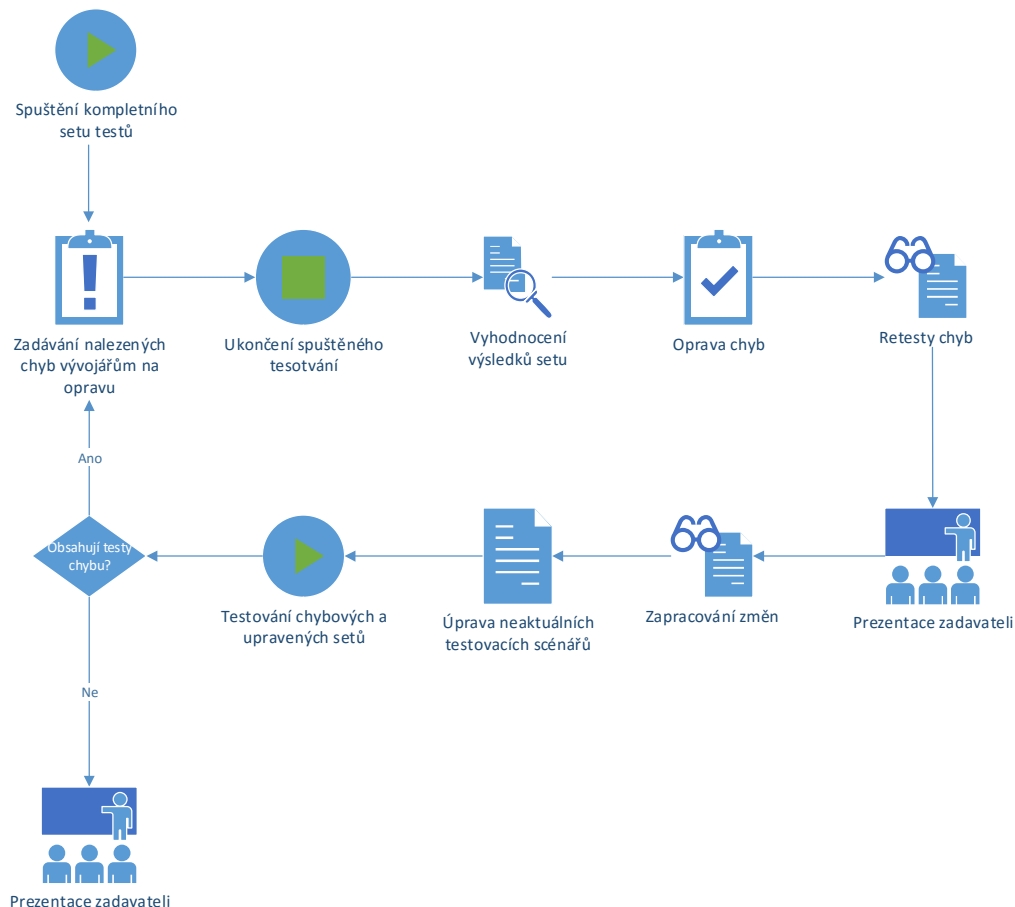 Spuštění kompletního
setu testů
Zadávání nalezených
chyb vývojářům na
opravu
Ukončení spuštěného
tesotvání
Vyhodnocení
výsledků setu
Oprava chyb
Retesty chyb
Ano
Obsahují testy
chybu?
Testování chybových a
upravených setů
Úprava neaktuálních
testovacích scénářů
Zapracování změn
Prezentace zadavateli
Ne
Prezentace zadavateli